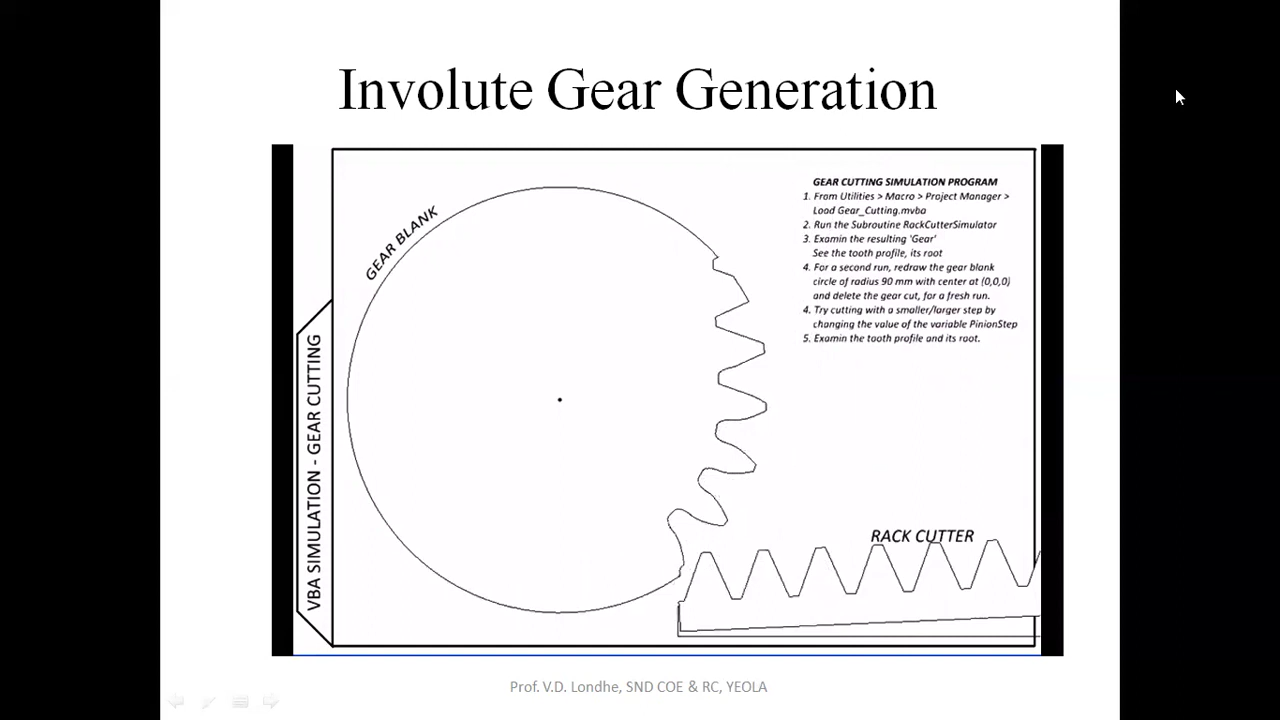 Involute Gear Generation
GEAR BLANK
VBA SIMULATION - GEAR CUTTING
GEAR CUTTING SIMULATION PROGRAM
1. From Utilities > Macro > Project Manager >
Load Gear_Cutting.mvba
2. Run the Subroutine RackCutterSimulator
3. Examin the resulting 'Gear'
See the tooth profile, its root
4. For a second run, redraw the gear blank
circle of radius 90 mm with center at (0,0,0)
and delete the gear cut, for a fresh run.
4. Try cutting with a smaller/larger step by
changing the value of the variable PinionStep
5. Examin the tooth profile and its root.
RACK CUTTER
Prof. V.D. Londhe, SND COE & RC, YEOLA